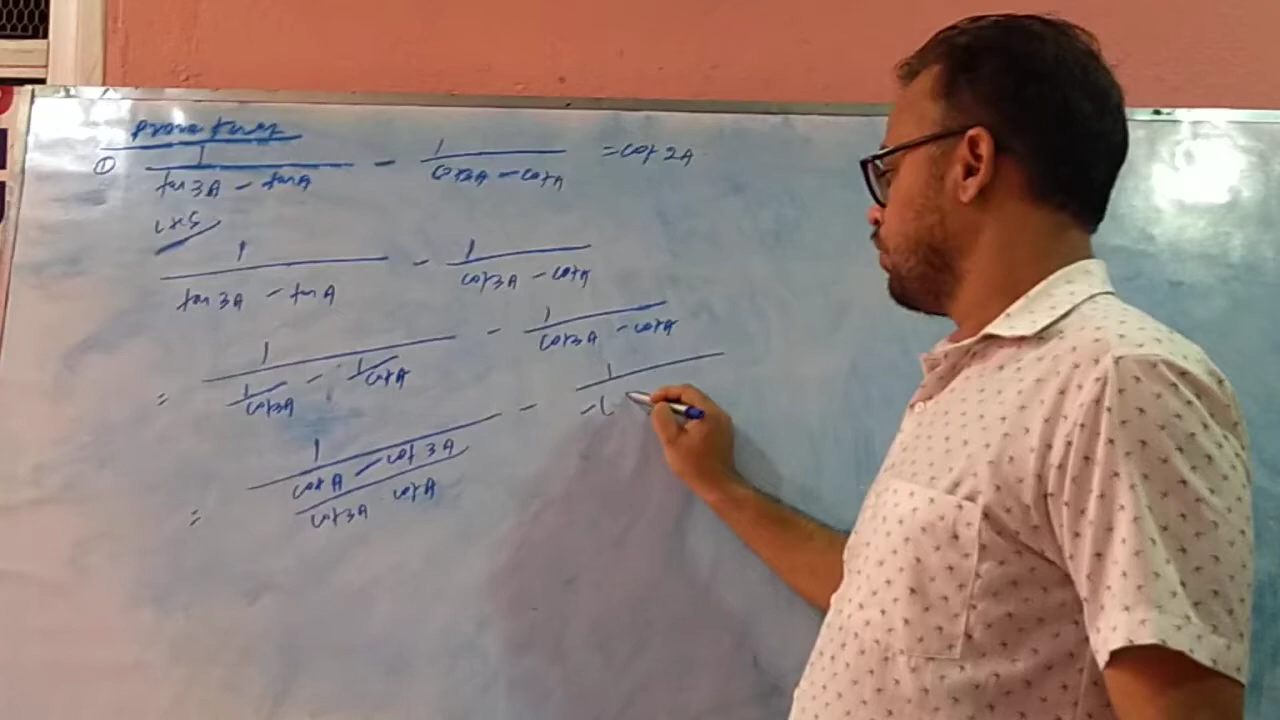 Prove that
① 1/(tan 3A - tan A) - 1/(cot 3A - cot A) = cot 2A
L.H.S
1/(tan 3A - tan A) - 1/(cot 3A - cot A)
= 1/(1/cot 3A - 1/cot A) - 1/(cot 3A - cot A)
= 1/((cot A - cot 3A)/(cot 3A cot A)) - 1/(-(